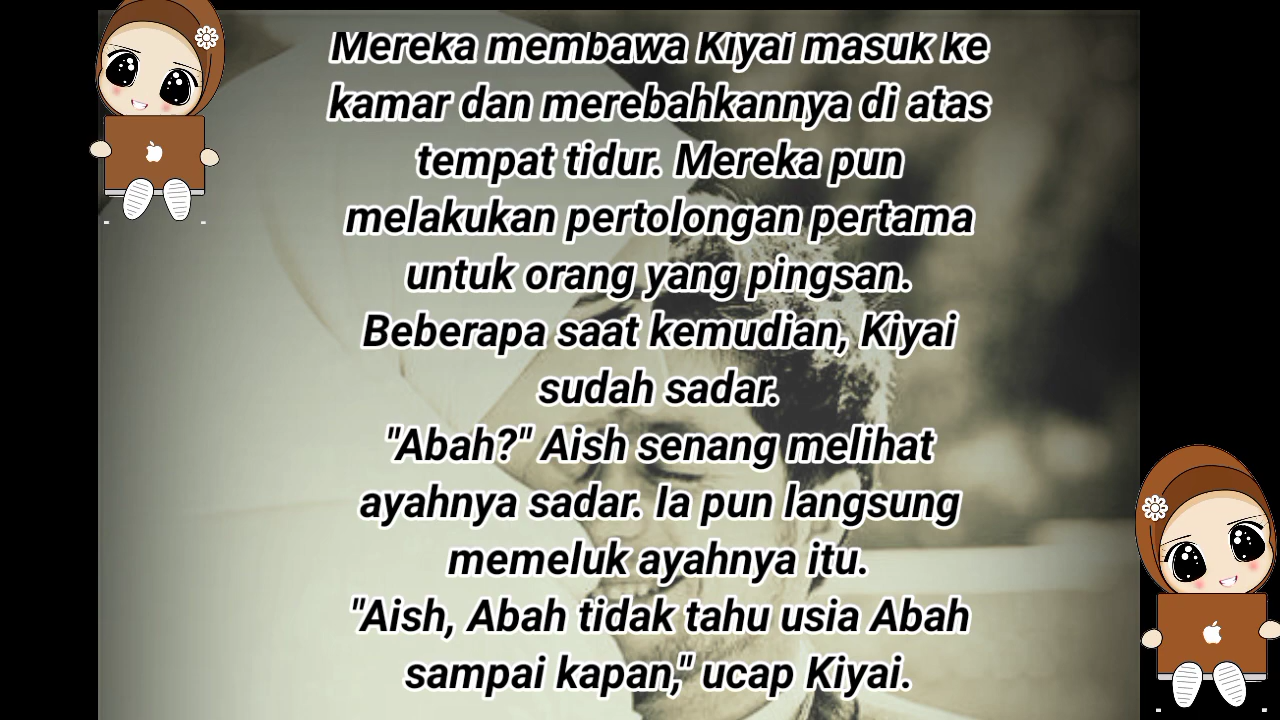 Mereka membawa Kiyai masuk ke
kamar dan merebahkannya di atas
tempat tidur. Mereka pun
melakukan pertolongan pertama
untuk orang yang pingsan.
Beberapa saat kemudian, Kiyai
sudah sadar.
"Abah?" Aish senang melihat
ayahnya sadar. Ia pun langsung
memeluk ayahnya itu.
"Aish, Abah tidak tahu usia Abah
sampai kapan," ucap Kiyai.